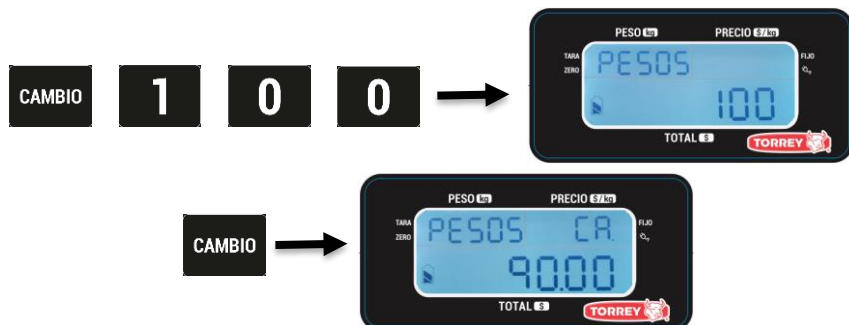 PESO kg PRECIO $/kg
TARA PESOS FIJO
ZERO
CAMBIO 1 0 0 100
TOTAL $ TORREY
PESO kg PRECIO $/kg
TARA PESOS CA. FIJO
ZERO
CAMBIO 90.00
TOTAL $ TORREY